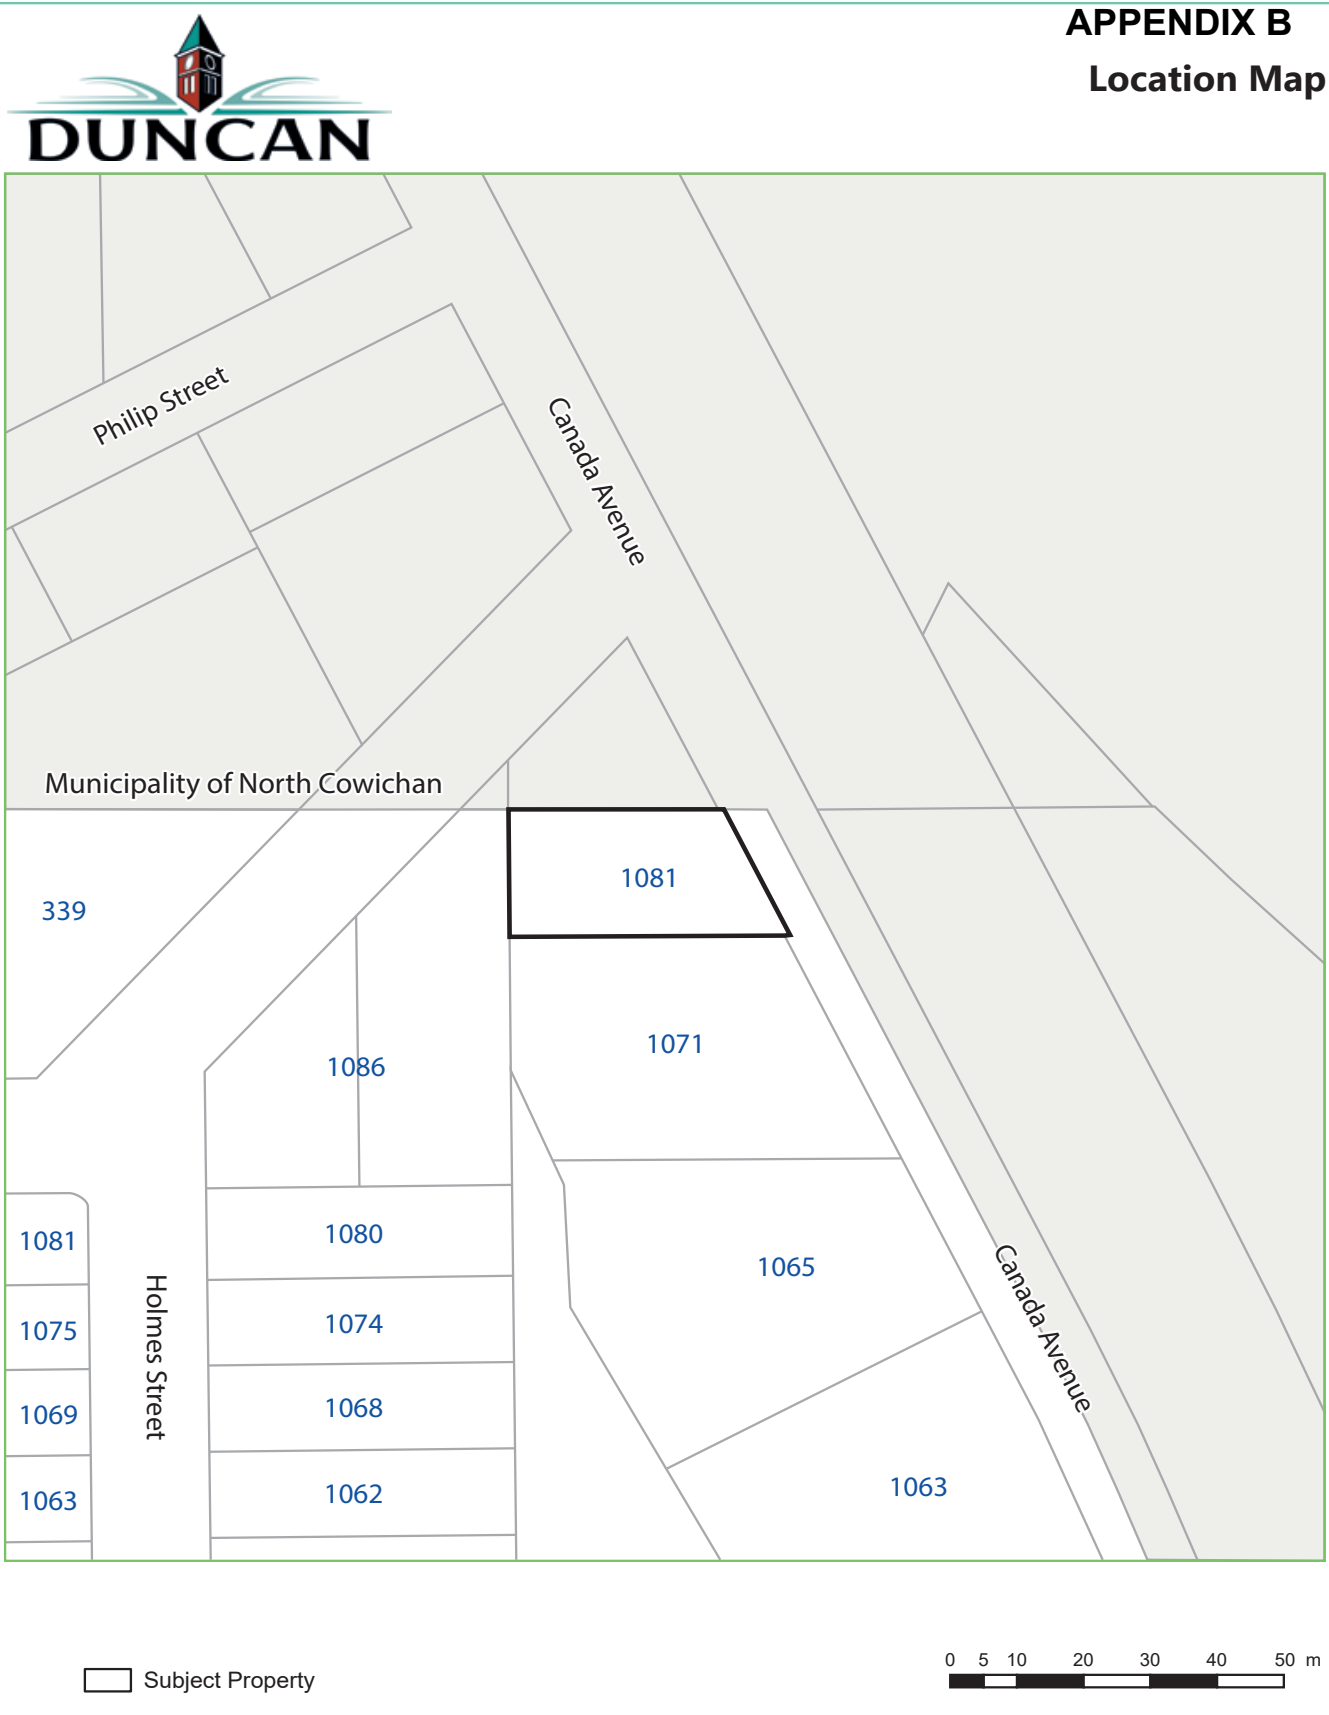 APPENDIX B
Location Map
DUNCAN
Philip Street
Canada Avenue
Municipality of North Cowichan
1081
339
1071
1086
1081
1080
1065
Canada Avenue
Holmes Street
1075
1074
1069
1068
1063
1062
1063
Subject Property
0 5 10 20 30 40 50 m